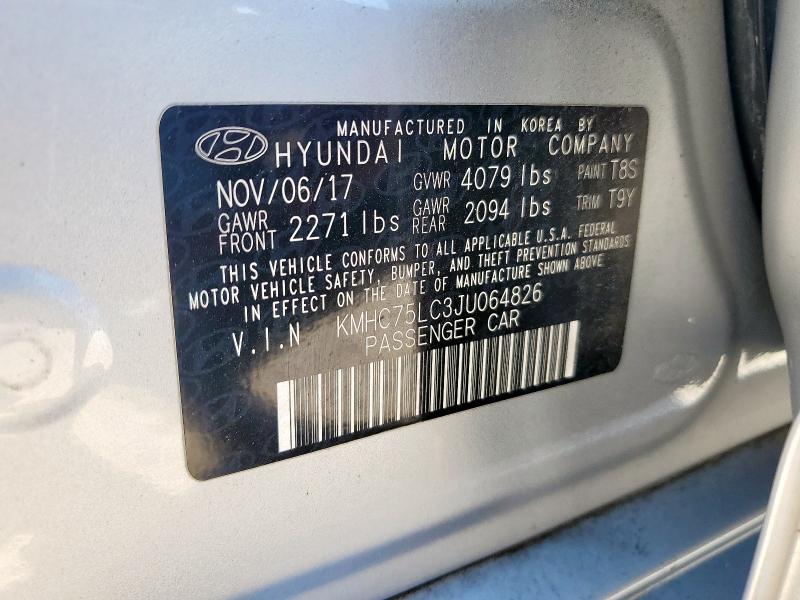 MANUFACTURED IN KOREA BY
HYUNDAI MOTOR COMPANY
NOV/06/17 GVWR 4079 lbs PAINT T8S
GAWR FRONT 2271 lbs GAWR REAR 2094 lbs TRIM T9Y
THIS VEHICLE CONFORMS TO ALL APPLICABLE U.S.A. FEDERAL
MOTOR VEHICLE SAFETY, BUMPER, AND THEFT PREVENTION STANDARDS
IN EFFECT ON THE DATE OF MANUFACTURE SHOWN ABOVE.
V.I.N KMHC75LC3JU064826
PASSENGER CAR